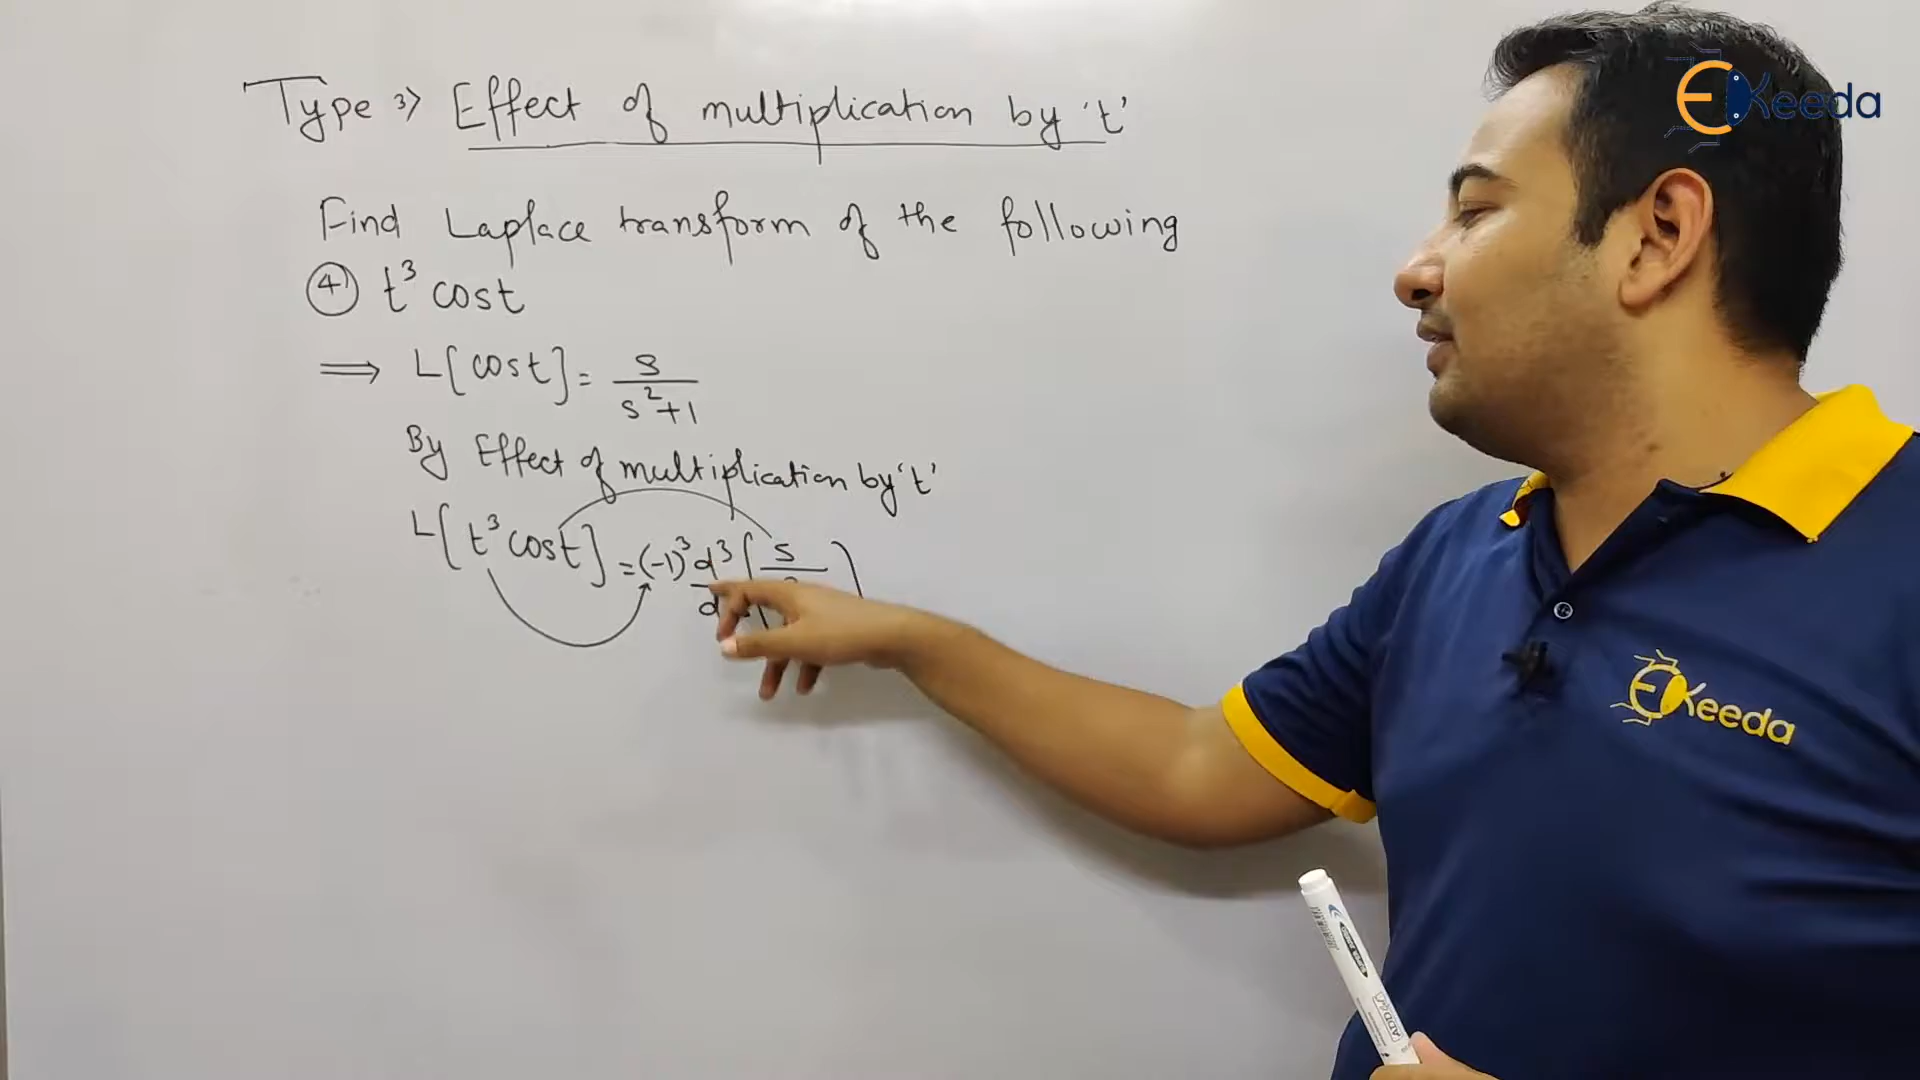 Type 3) Effect of multiplication by 't'
Find Laplace transform of the following
④ t³ cost
⟹ L[cost] = s/s²+1
By Effect of multiplication by 't'
L[t³ cost] = (-1)³ d³/d (s/
EKeeda
EKeeda